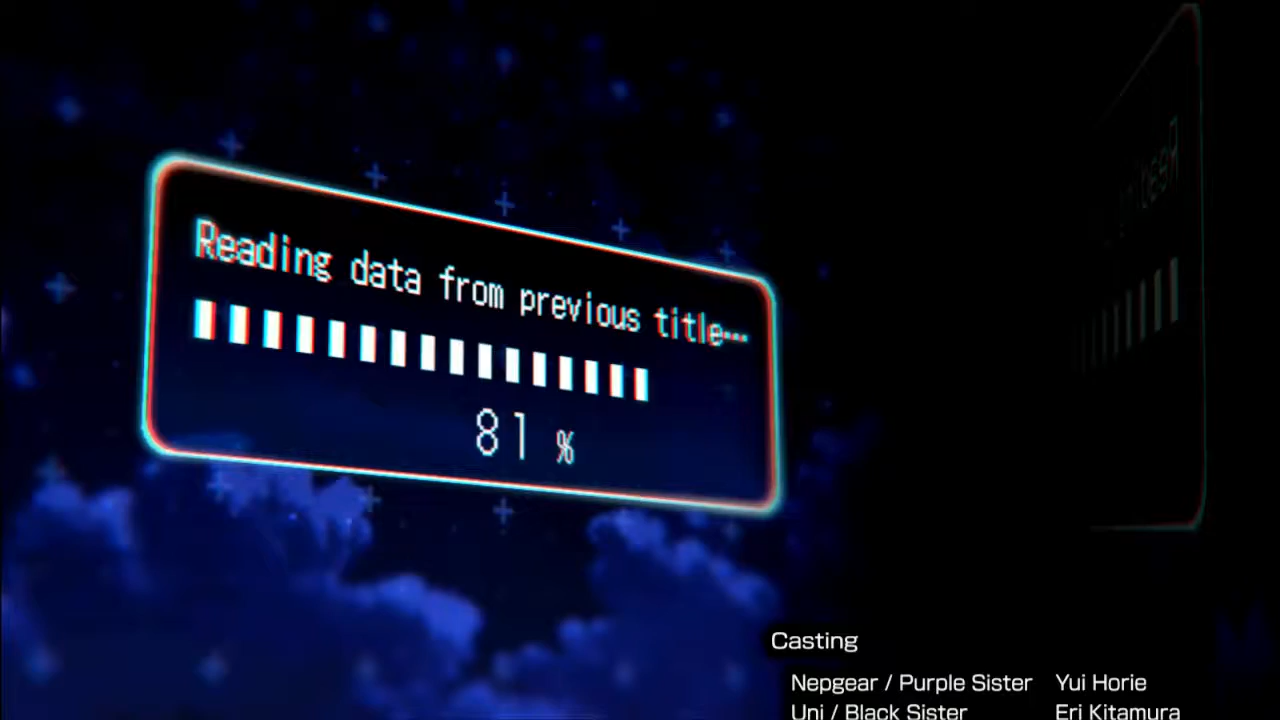 Reading data from previous title…
81 %
Casting
Nepgear / Purple Sister Yui Horie
Uni / Black Sister Eri Kitamura